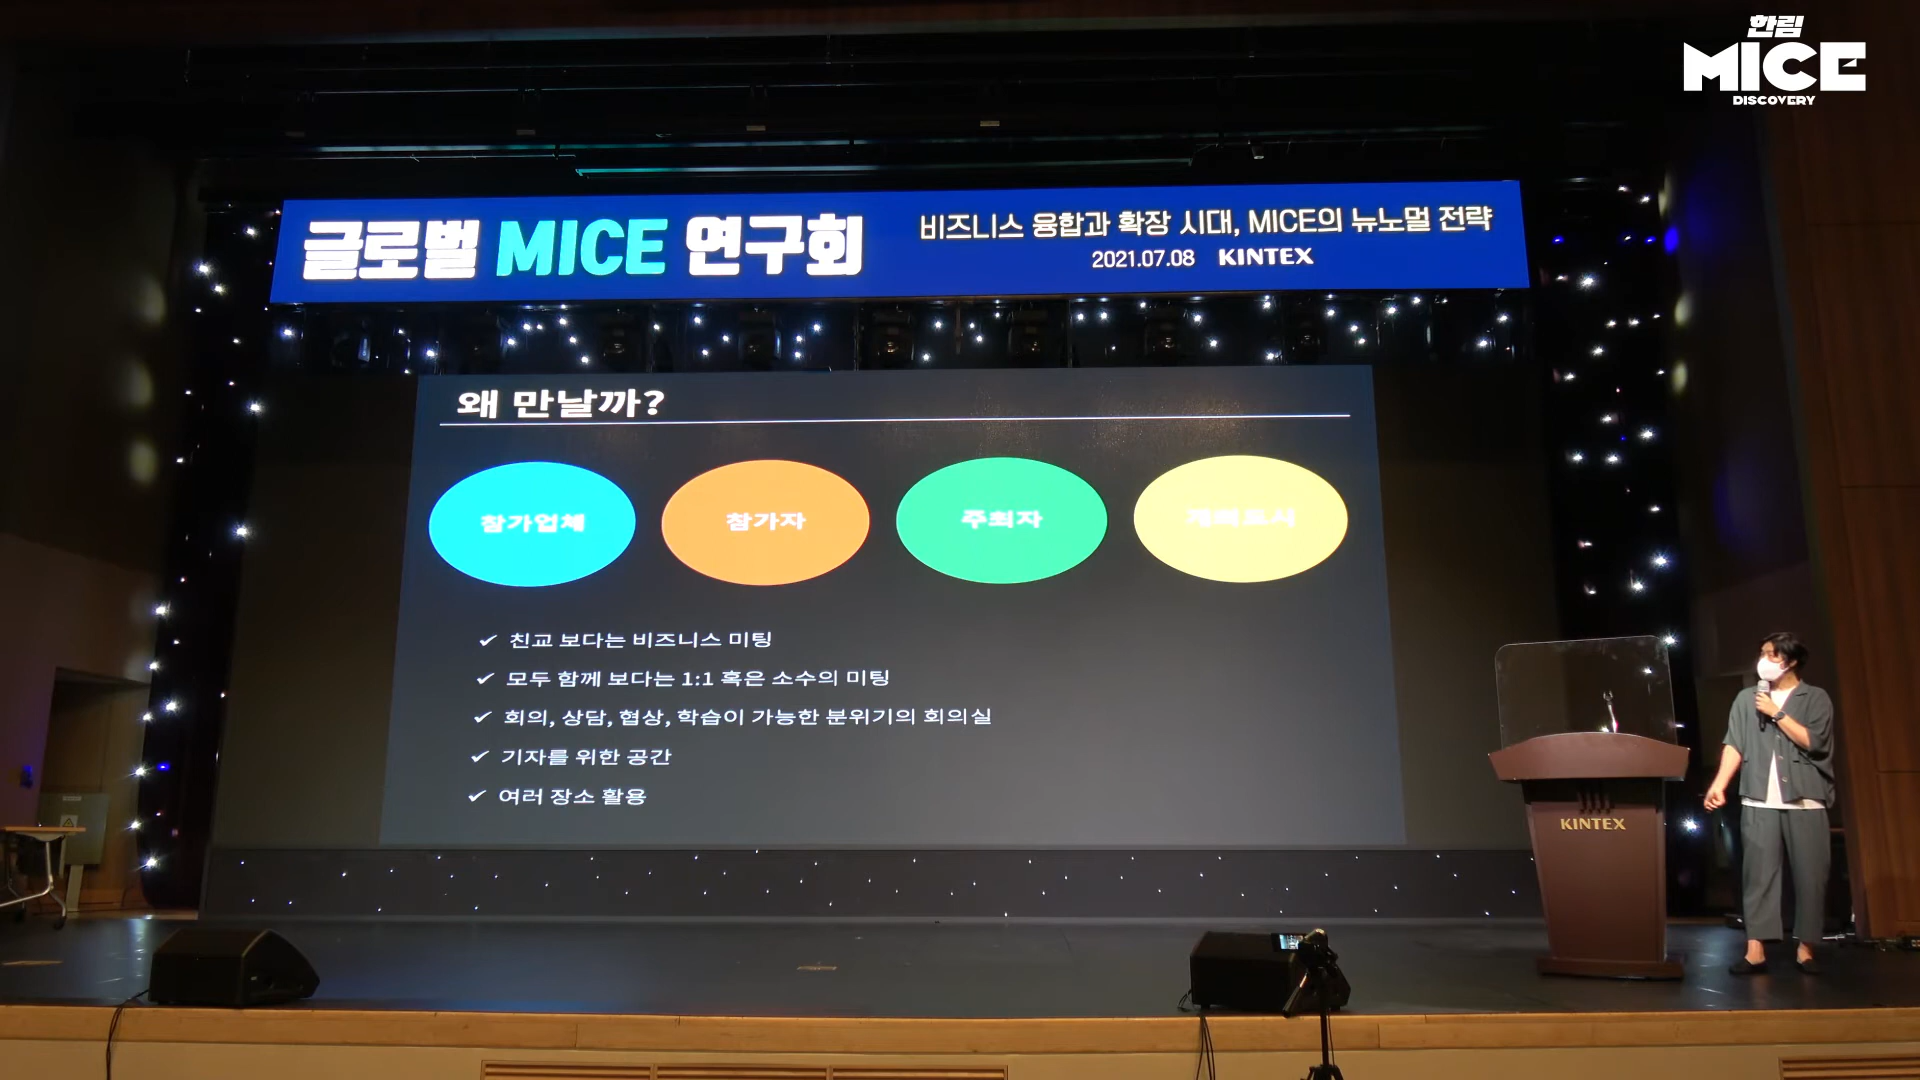 한림
MICE
DISCOVERY
글로벌 MICE 연구회
비즈니스 융합과 확장 시대, MICE의 뉴노멀 전략
2021.07.08 KINTEX
왜 만날까?
참가업체
참가자
주최자
개최도시
✓ 친교 보다는 비즈니스 미팅
✓ 모두 함께 보다는 1:1 혹은 소수의 미팅
✓ 회의, 상담, 협상, 학습이 가능한 분위기의 회의실
✓ 기자를 위한 공간
✓ 여러 장소 활용
KINTEX